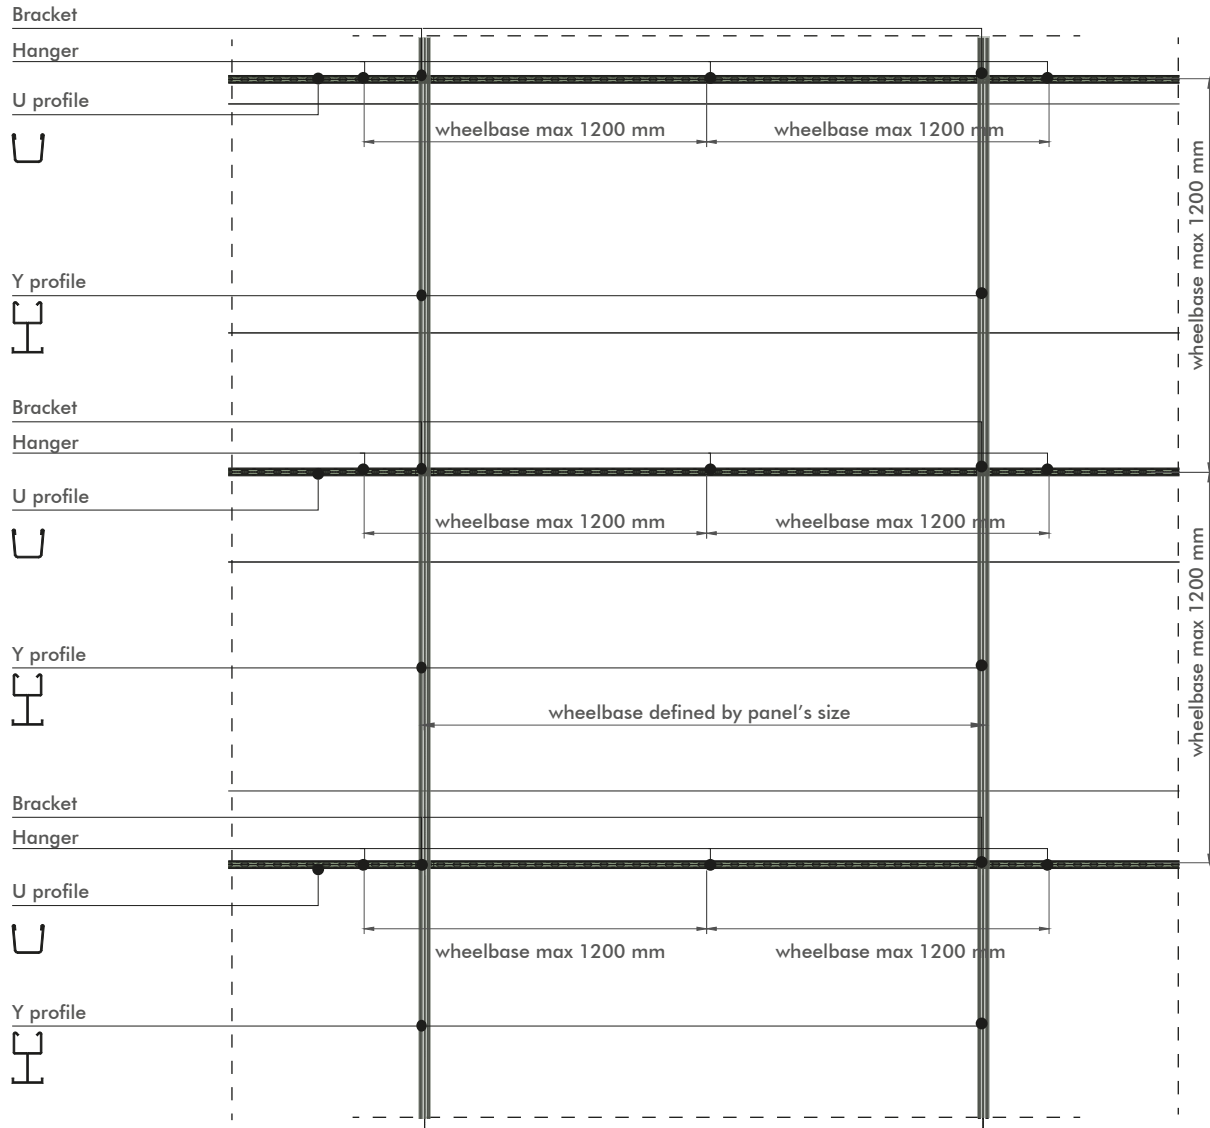 Bracket
Hanger
U profile
wheelbase max 1200 mm
wheelbase max 1200 mm
wheelbase max 1200 mm
Y profile
Bracket
Hanger
U profile
wheelbase max 1200 mm
wheelbase max 1200 mm
wheelbase max 1200 mm
Y profile
wheelbase defined by panel's size
Bracket
Hanger
U profile
wheelbase max 1200 mm
wheelbase max 1200 mm
Y profile